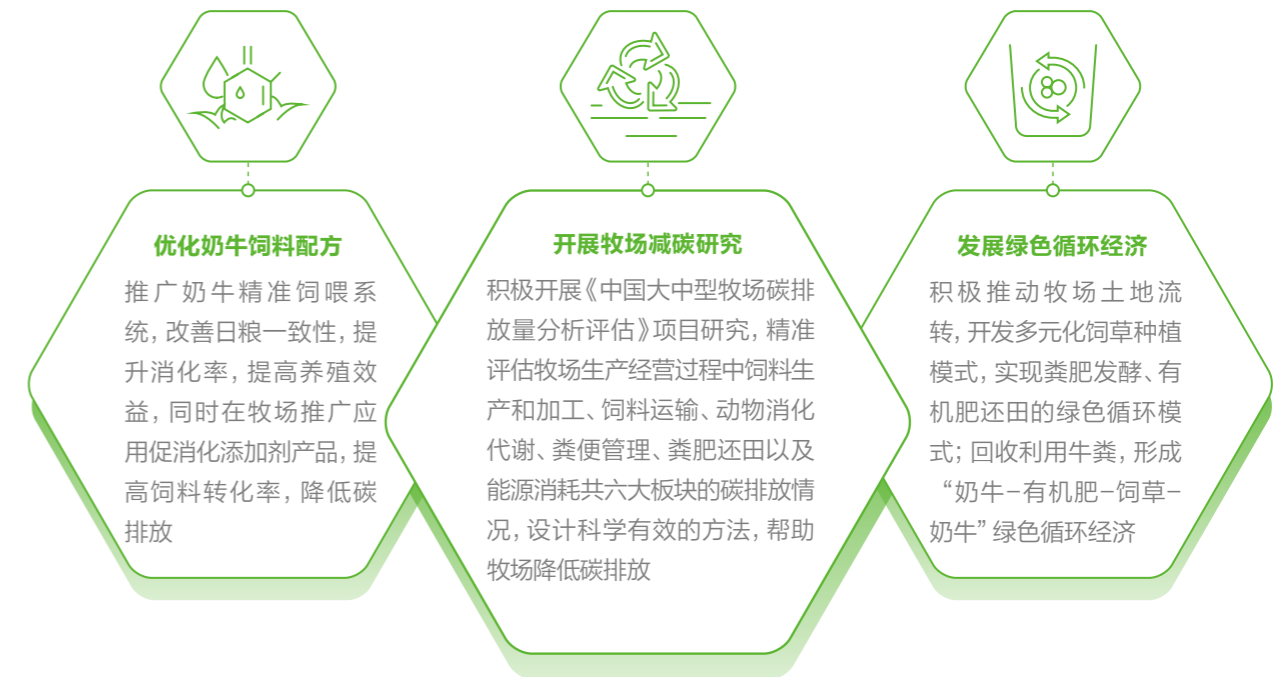 优化奶牛饲料配方
推广奶牛精准饲喂系
统，改善日粮一致性，提
升消化率，提高养殖效
益，同时在牧场推广应
用促消化添加剂产品，提
高饲料转化率，降低碳
排放
开展牧场减碳研究
积极开展《中国大中型牧场碳排
放量分析评估》项目研究，精准
评估牧场生产经营过程中饲料生
产和加工、饲料运输、动物消化
代谢、粪便管理、粪肥还田以及
能源消耗共六大板块的碳排放情
况，设计科学有效的方法，帮助
牧场降低碳排放
发展绿色循环经济
积极推动牧场土地流
转，开发多元化饲草种植
模式，实现粪肥发酵、有
机肥还田的绿色循环模
式；回收利用牛粪，形成
“奶牛–有机肥–饲草–
奶牛”绿色循环经济